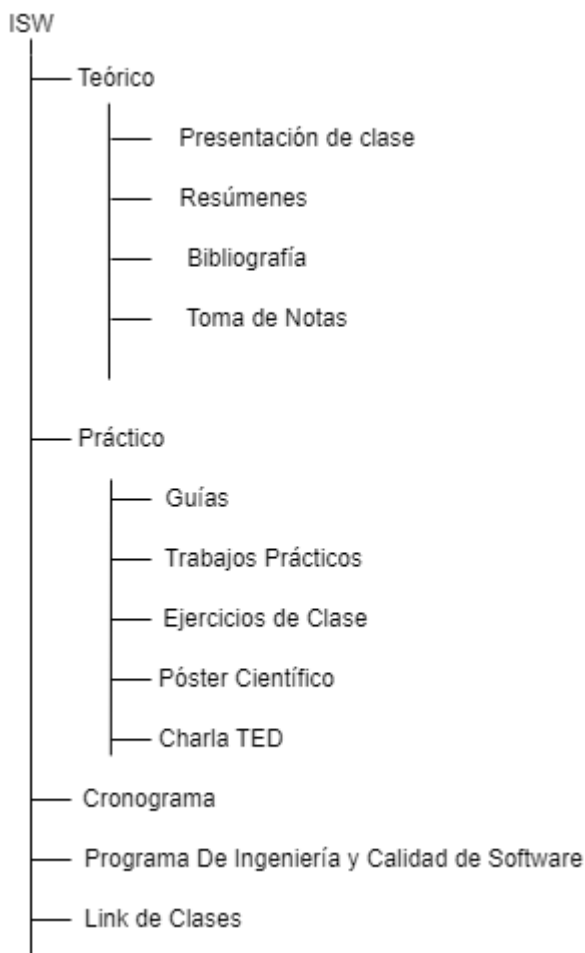 ISW
Teórico
Presentación de clase
Resúmenes
Bibliografía
Toma de Notas
Práctico
Guías
Trabajos Prácticos
Ejercicios de Clase
Póster Científico
Charla TED
Cronograma
Programa De Ingeniería y Calidad de Software
Link de Clases